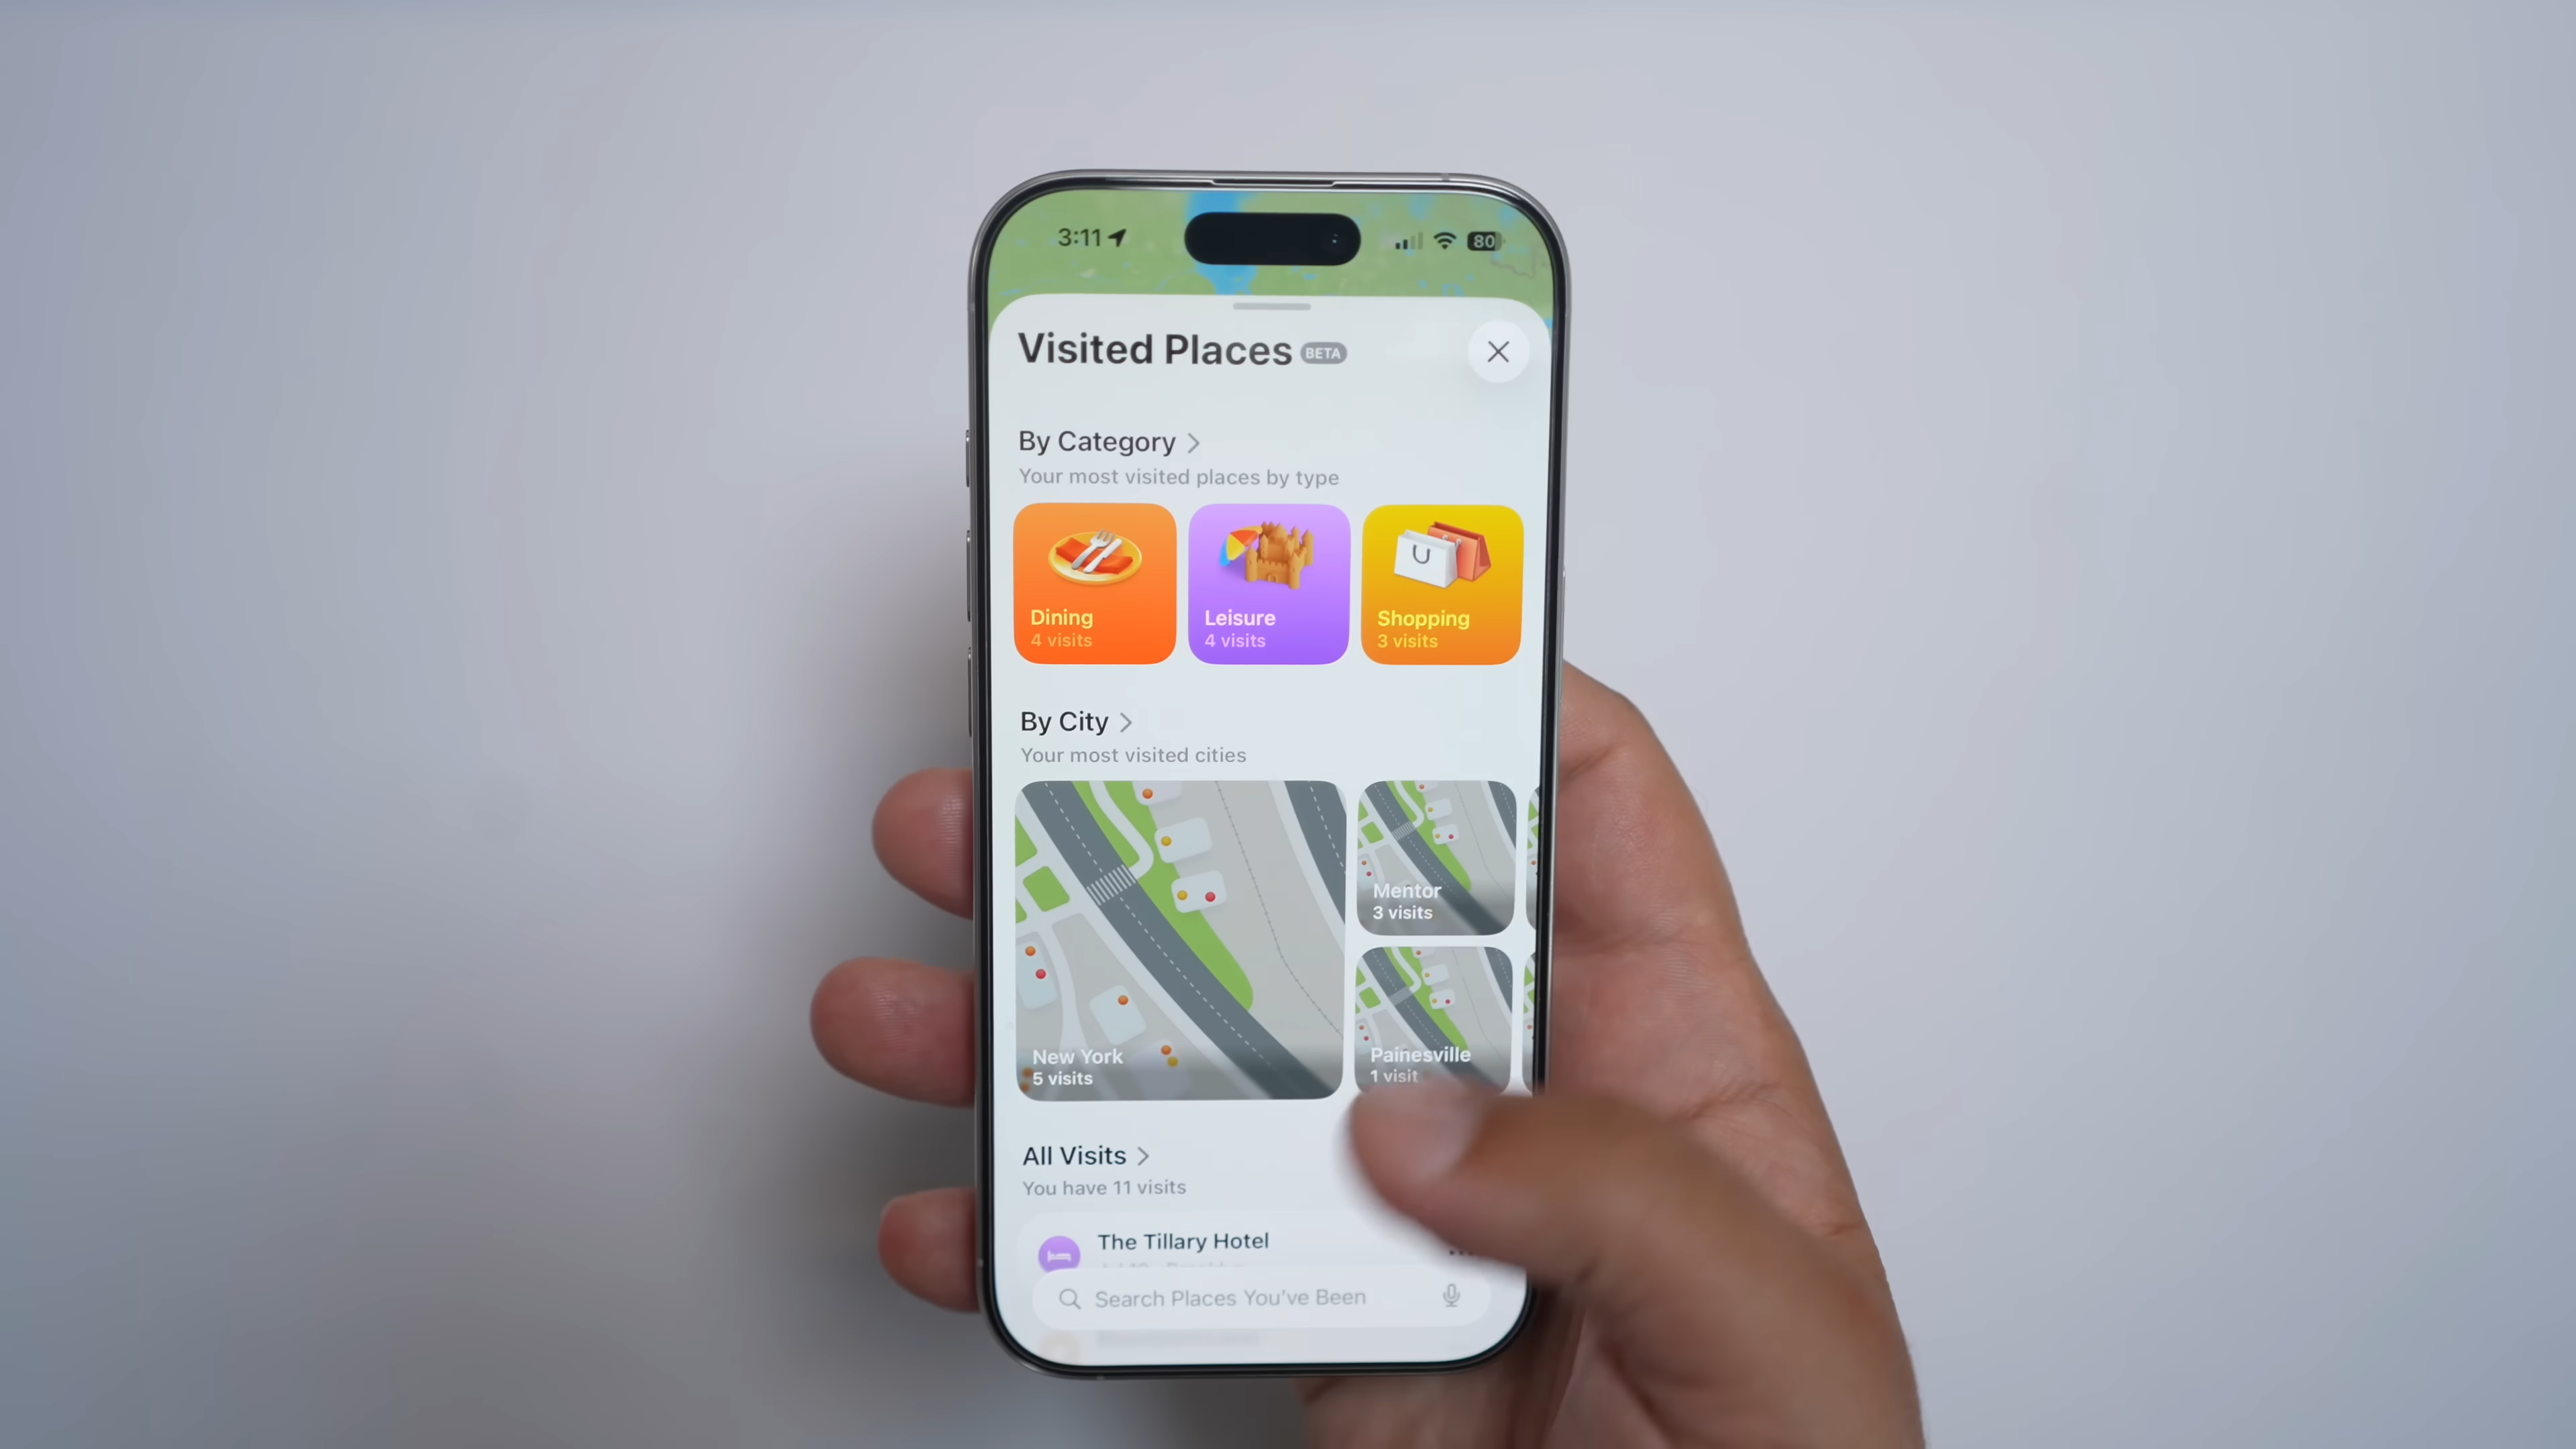 3:11
80
Visited Places BETA
By Category
Your most visited places by type
Dining
4 visits
Leisure
4 visits
Shopping
3 visits
By City
Your most visited cities
New York
5 visits
Mentor
3 visits
Painesville
1 visit
All Visits
You have 11 visits
The Tillary Hotel
Search Places You've Been